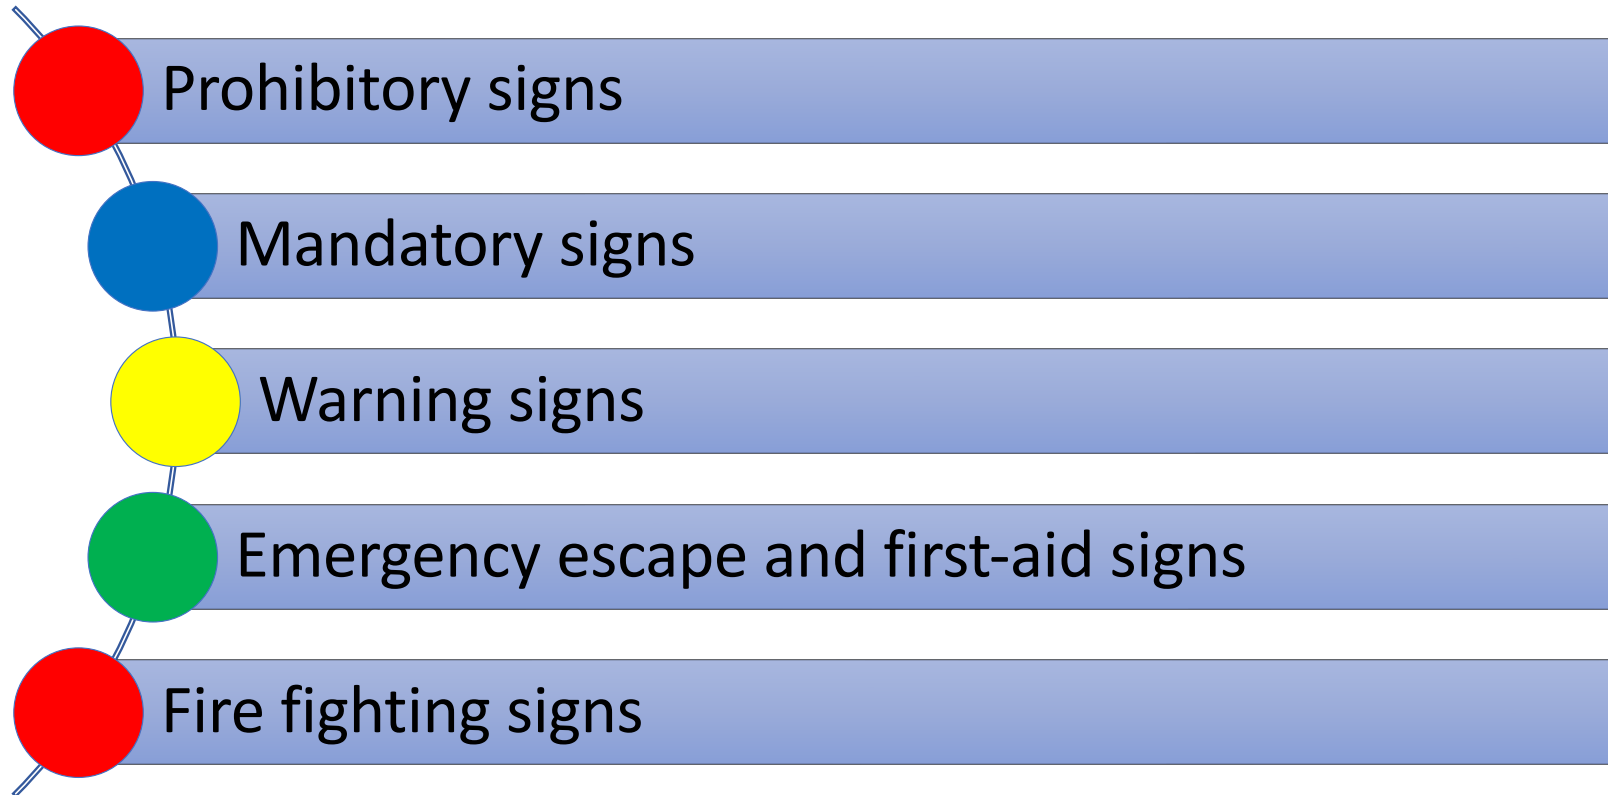 Prohibitory signs
Mandatory signs
Warning signs
Emergency escape and first-aid signs
Fire fighting signs